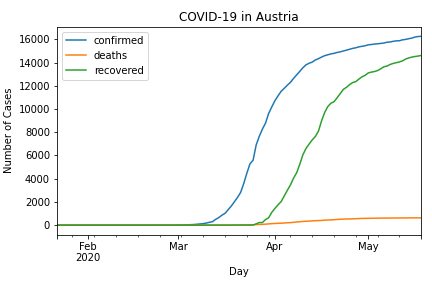 COVID-19 in Austria
confirmed
deaths
recovered
Number of Cases
16000
14000
12000
10000
8000
6000
4000
2000
0
Feb
2020
Mar
Apr
May
Day